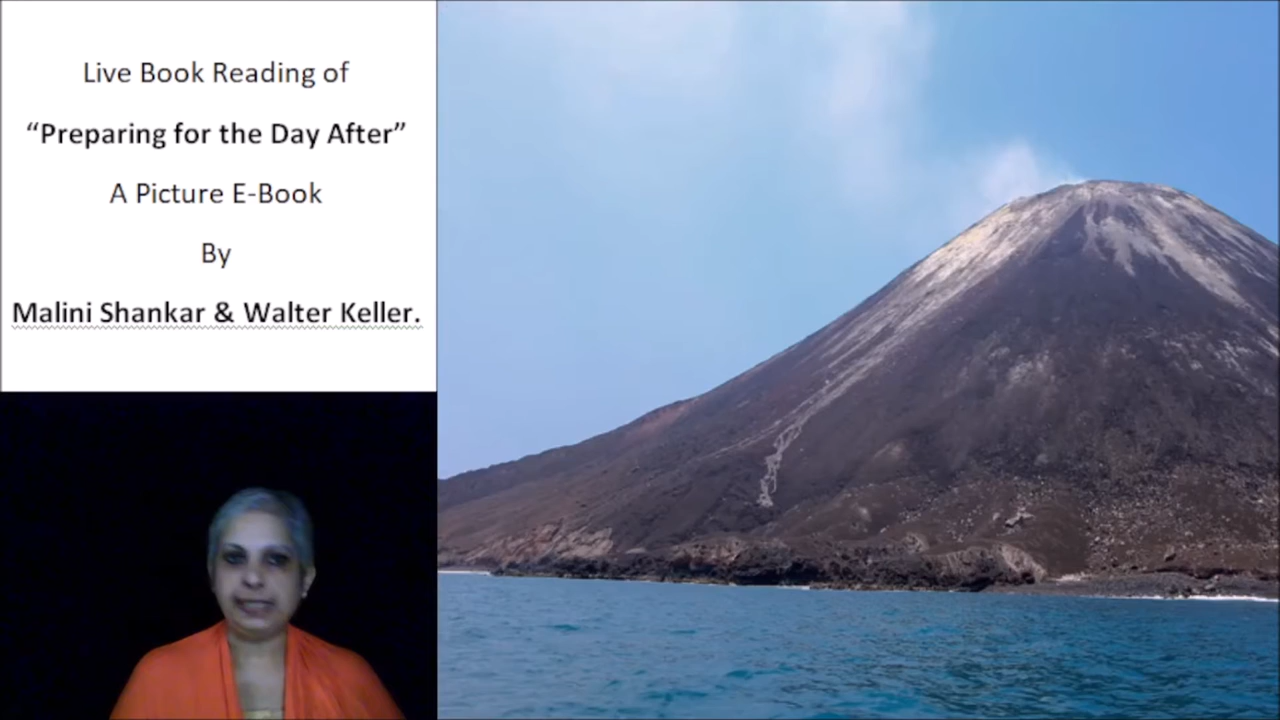 Live Book Reading of
“Preparing for the Day After”
A Picture E-Book
By
Malini Shankar & Walter Keller.